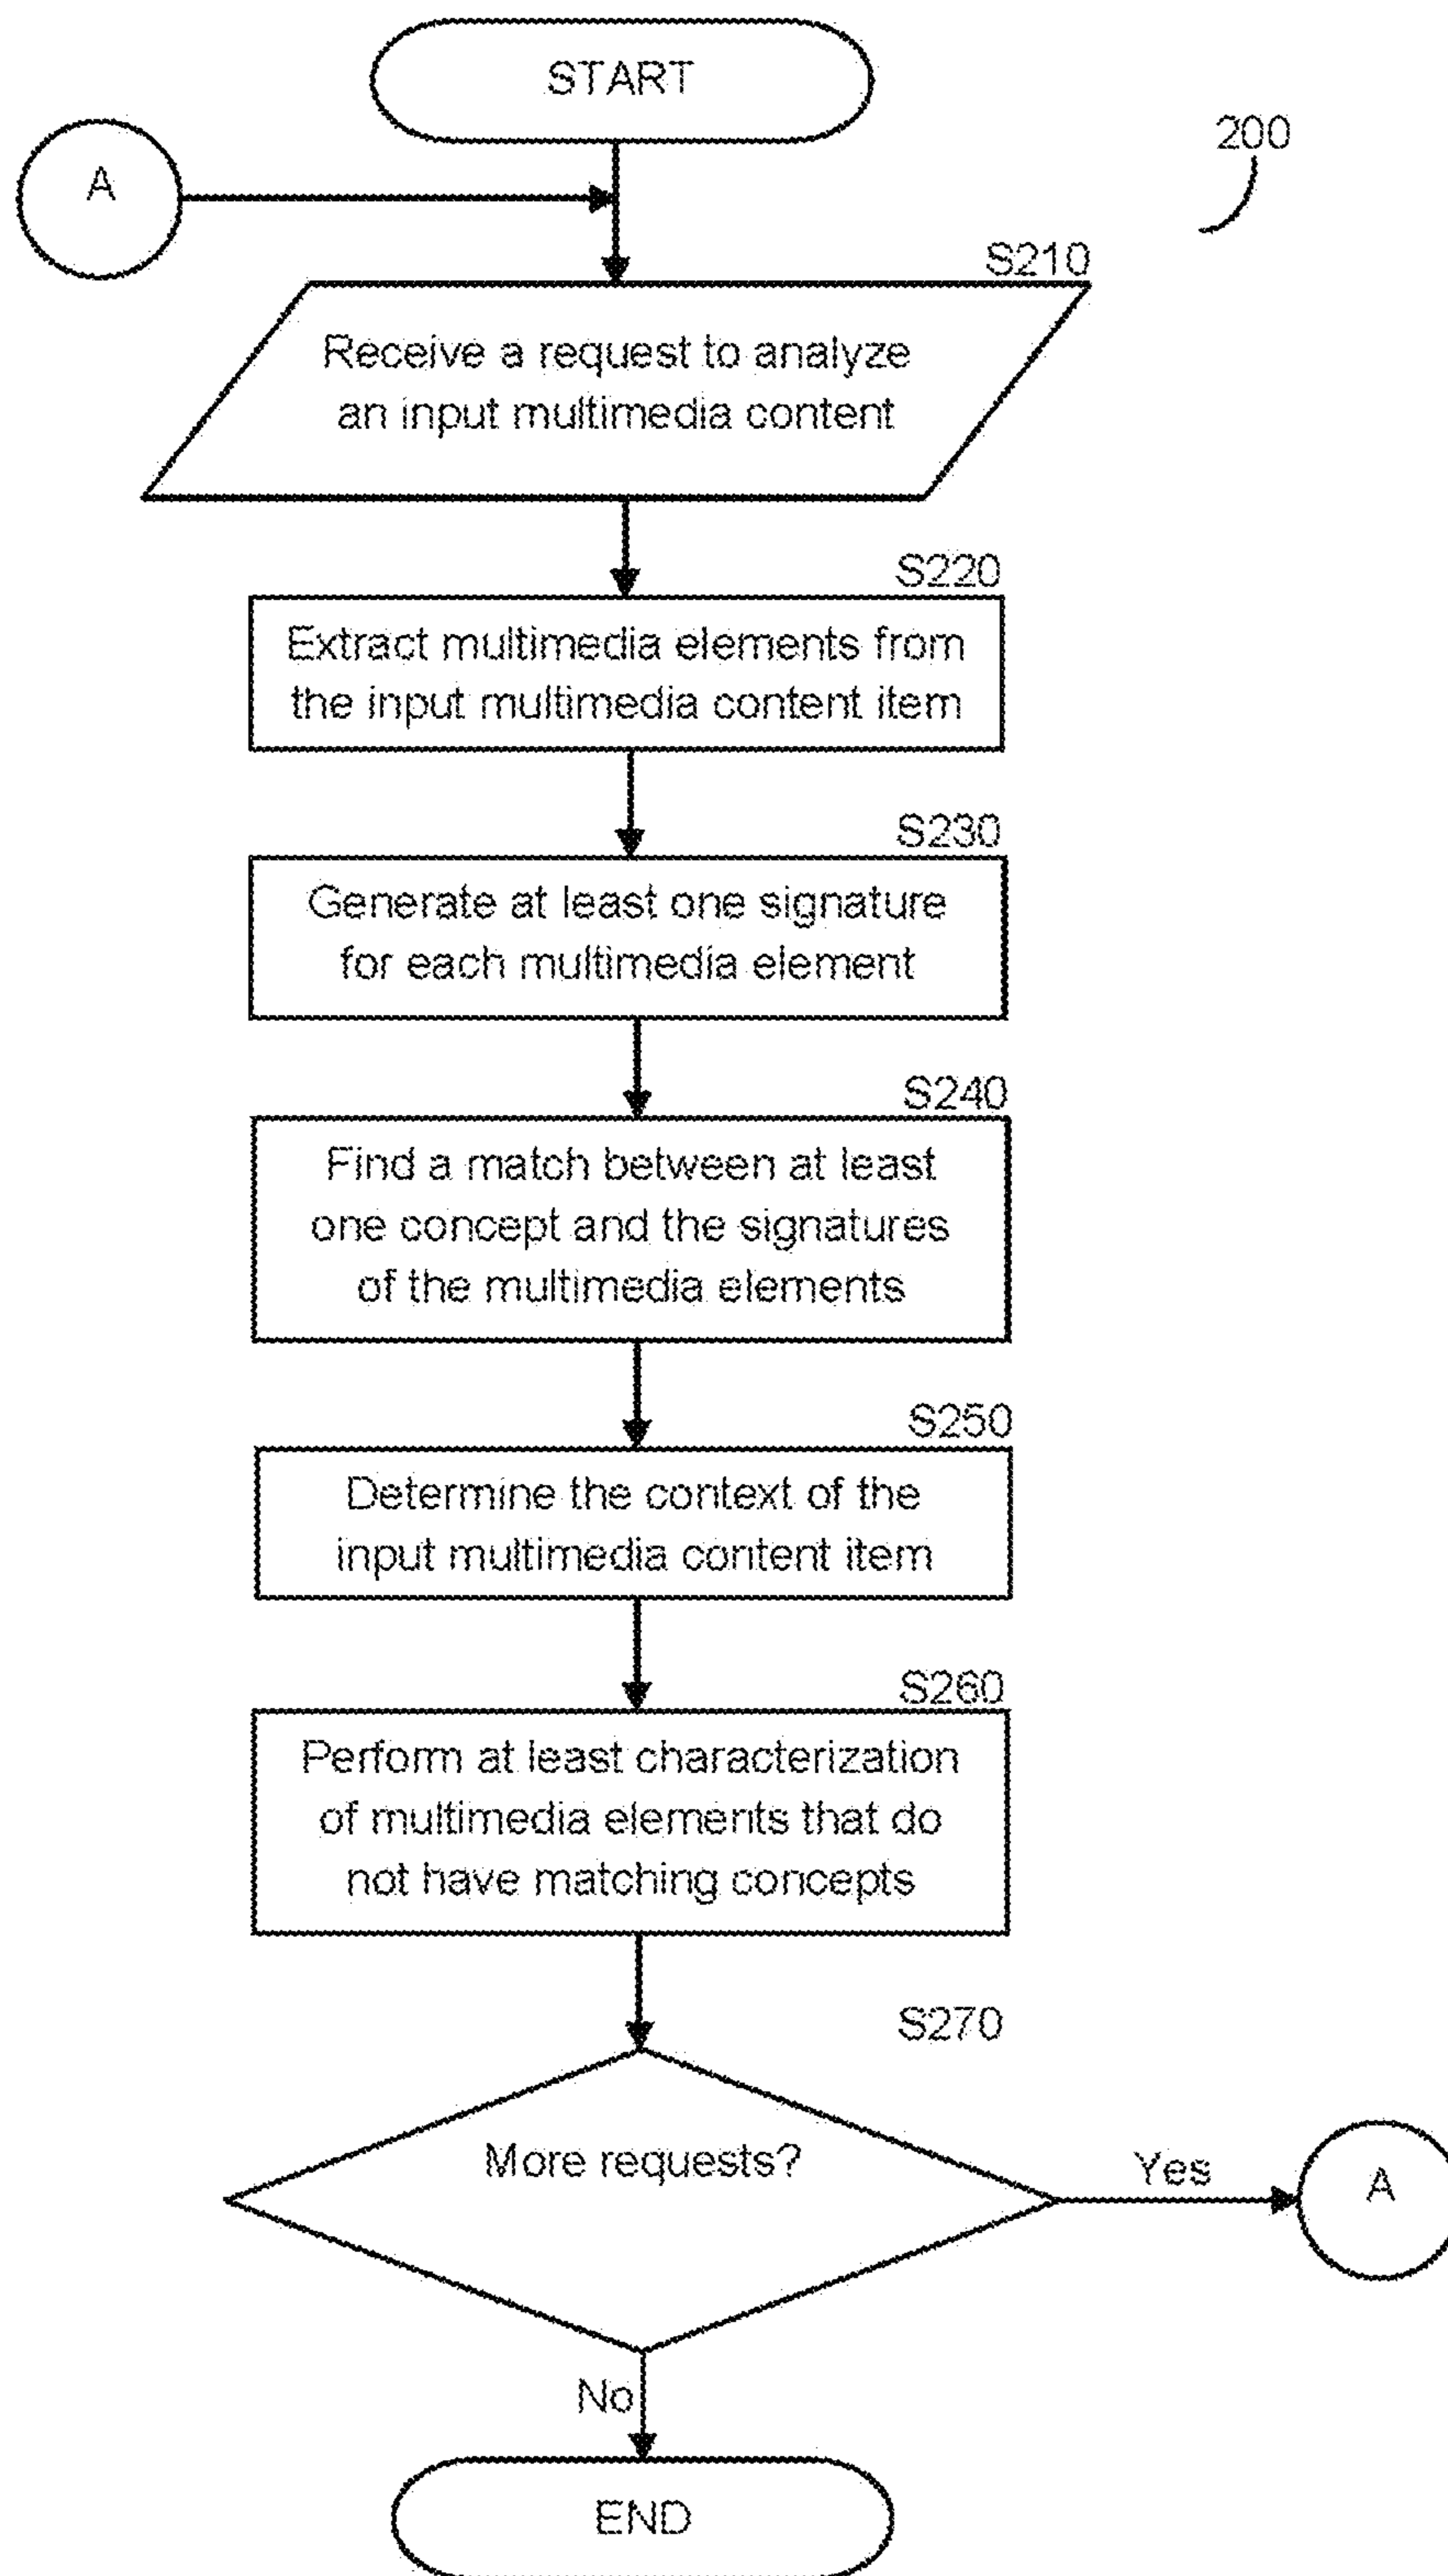 START
A
200
S210
Receive a request to analyze
an input multimedia content
S220
Extract multimedia elements from
the input multimedia content item
S230
Generate at least one signature
for each multimedia element
S240
Find a match between at least
one concept and the signatures
of the multimedia elements
S250
Determine the context of the
input multimedia content item
S260
Perform at least characterization
of multimedia elements that do
not have matching concepts
S270
More requests?
Yes
A
No
END